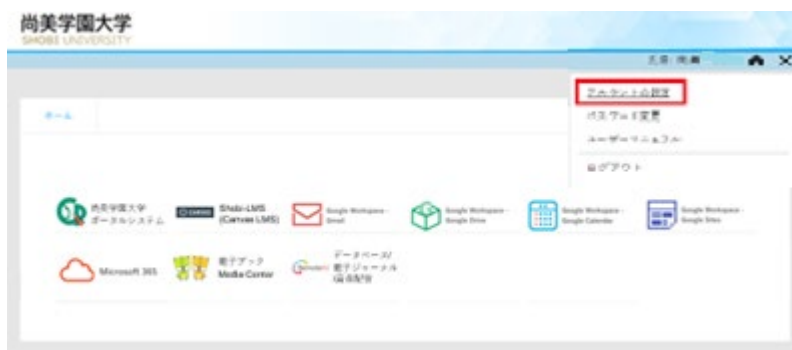 尚美学園大学
SHOBI UNIVERSITY
アカウントの設定
パスワード変更
ユーザーマニュアル
ログアウト
ホーム
尚美学園大学
ポータルシステム
CANVAS
Shobi-LMS
(Canvas LMS)
Google Workspace -
Gmail
Google Workspace -
Google Drive
Google Workspace -
Google Calendar
Google Workspace -
Google Sites
Microsoft 365
電子ブック
Media Center
データベース/
電子ジャーナル